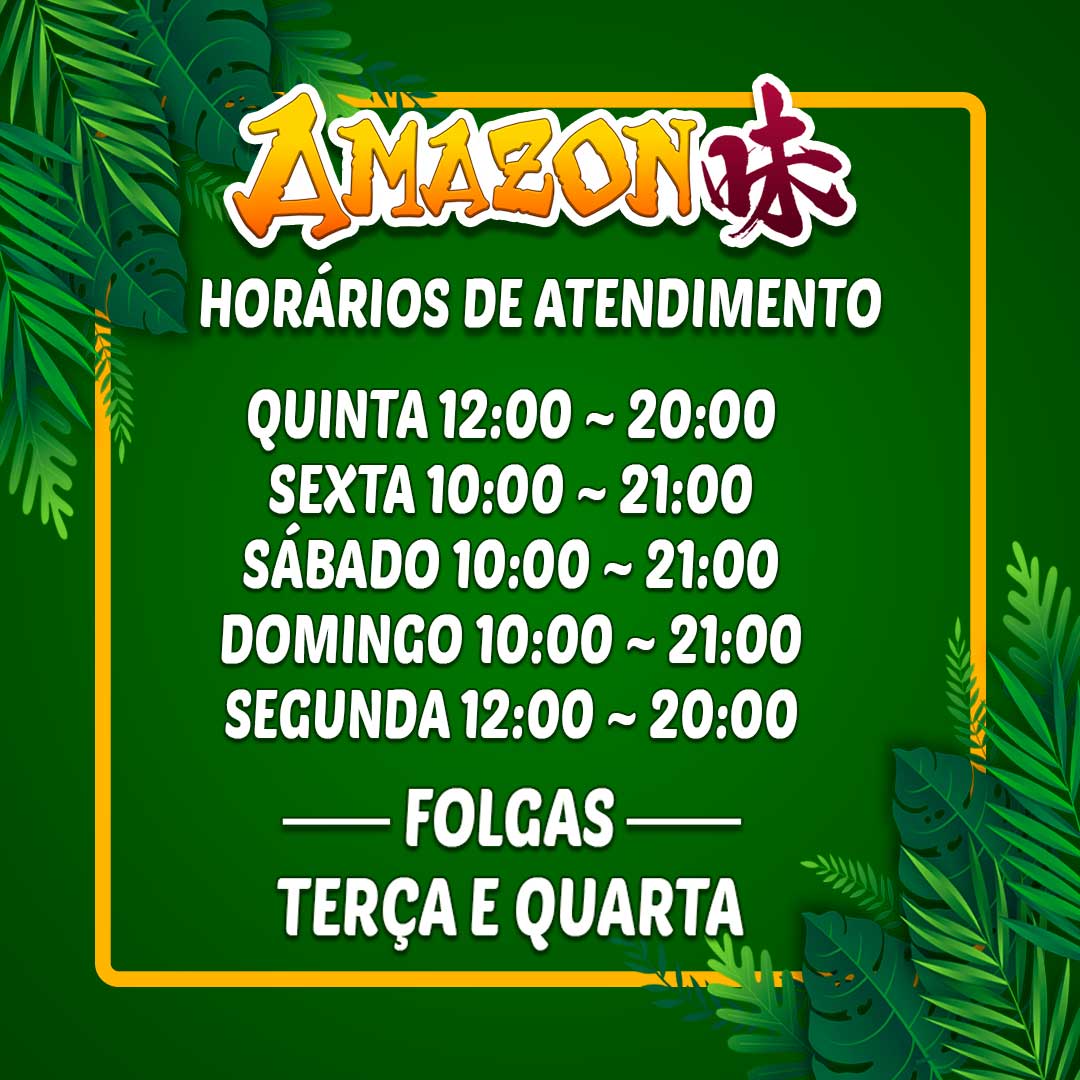 AMAZON味
HORÁRIOS DE ATENDIMENTO
QUINTA 12:00 ~ 20:00
SEXTA 10:00 ~ 21:00
SÁBADO 10:00 ~ 21:00
DOMINGO 10:00 ~ 21:00
SEGUNDA 12:00 ~ 20:00
FOLGAS
TERÇA E QUARTA